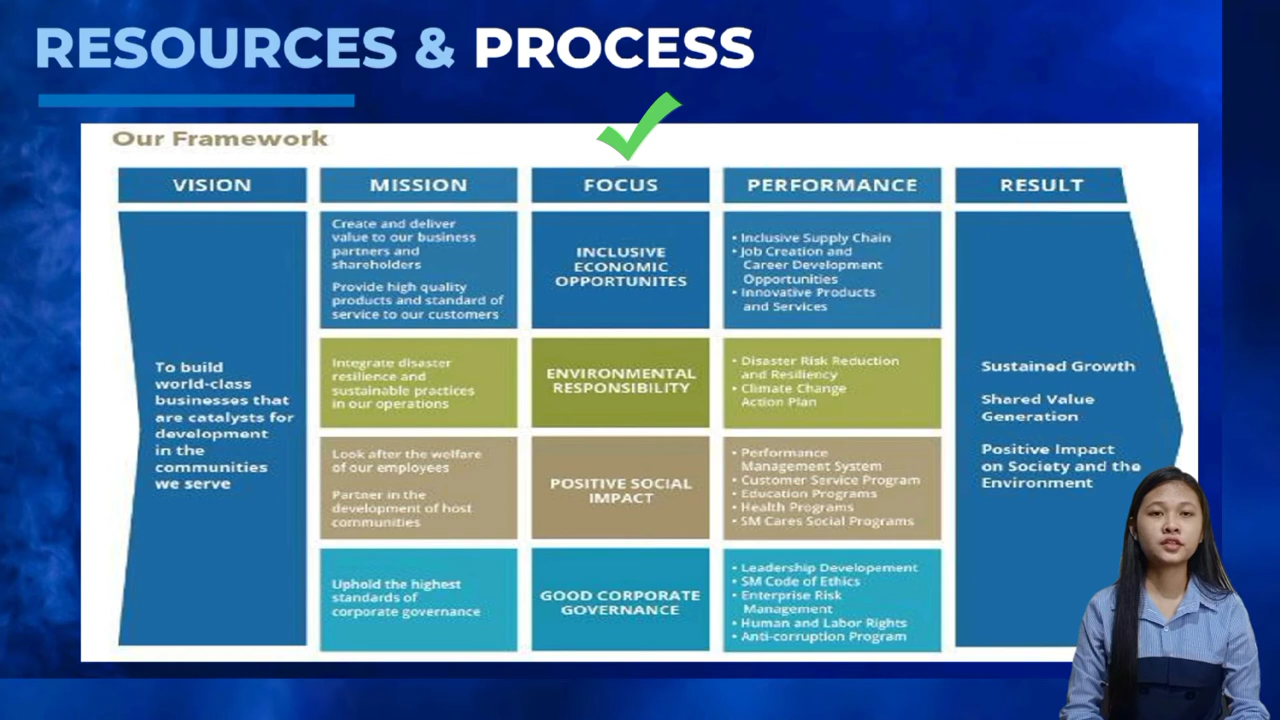 RESOURCES & PROCESS
Our Framework
VISION
MISSION
FOCUS
PERFORMANCE
RESULT
To build
world-class
businesses that
are catalysts for
development
in the
communities
we serve
Create and deliver
value to our business
partners and
shareholders
Provide high quality
products and standard of
service to our customers
INCLUSIVE
ECONOMIC
OPPORTUNITES
• Inclusive Supply Chain
• Job Creation and
Career Development
Opportunities
• Innovative Products
and Services
Integrate disaster
resilience and
sustainable practices
in our operations
ENVIRONMENTAL
RESPONSIBILITY
• Disaster Risk Reduction
and Resiliency
• Climate Change
Action Plan
Look after the welfare
of our employees
Partner in the
development of host
communities
POSITIVE SOCIAL
IMPACT
• Performance
Management System
• Customer Service Program
• Education Programs
• Health Programs
• SM Cares Social Programs
Uphold the highest
standards of
corporate governance
GOOD CORPORATE
GOVERNANCE
• Leadership Developement
• SM Code of Ethics
• Enterprise Risk
Management
• Human and Labor Rights
• Anti-corruption Program
Sustained Growth
Shared Value
Generation
Positive Impact
on Society and the
Environment